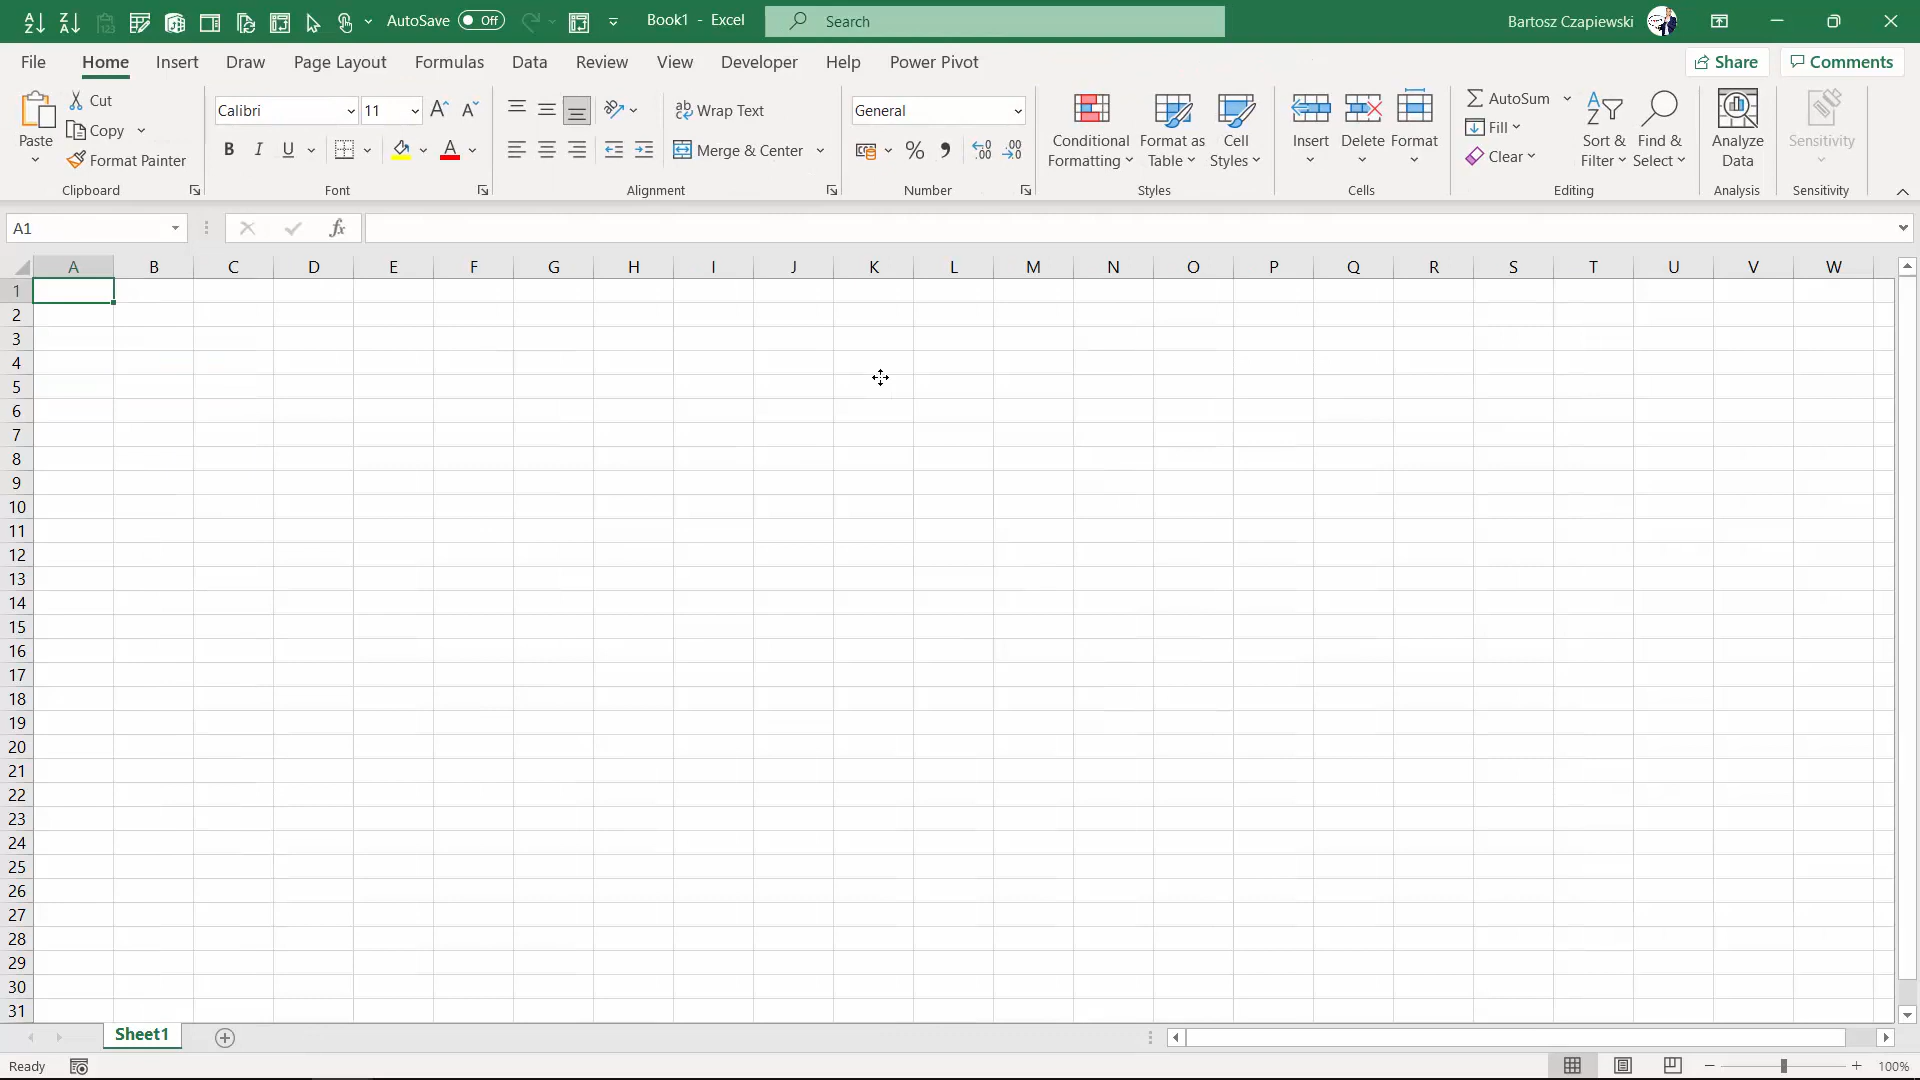 AutoSave Off Book1 - Excel Search Bartosz Czapiewski
File Home Insert Draw Page Layout Formulas Data Review View Developer Help Power Pivot Share Comments
Paste
Cut
Copy
Format Painter
Clipboard
Calibri 11
B I U A
Font
ab Wrap Text
Merge & Center
Alignment
General
% 9 .00 .00
Number
Conditional Formatting
Format as Table
Cell Styles
Styles
Insert
Delete
Format
Cells
AutoSum
Fill
Clear
Sort & Filter
Find & Select
Editing
Analyze Data
Analysis
Sensitivity
Sensitivity
A1 fx
A B C D E F G H I J K L M N O P Q R S T U V W
1
2
3
4
5
6
7
8
9
10
11
12
13
14
15
16
17
18
19
20
21
22
23
24
25
26
27
28
29
30
31
Sheet1
Ready 100%